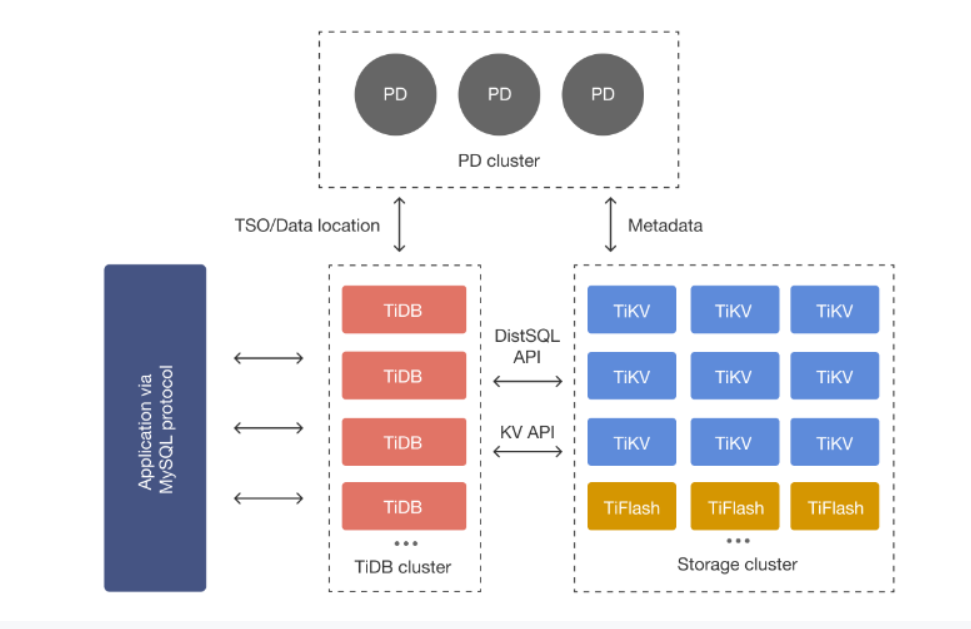 PD PD PD
PD cluster
TSO/Data location
Metadata
Application via
MySQL protocol
TiDB
TiDB
TiDB
TiDB
•••
TiDB cluster
DistSQL
API
KV API
TiKV TiKV TiKV
TiKV TiKV TiKV
TiKV TiKV TiKV
TiFlash TiFlash TiFlash
•••
Storage cluster